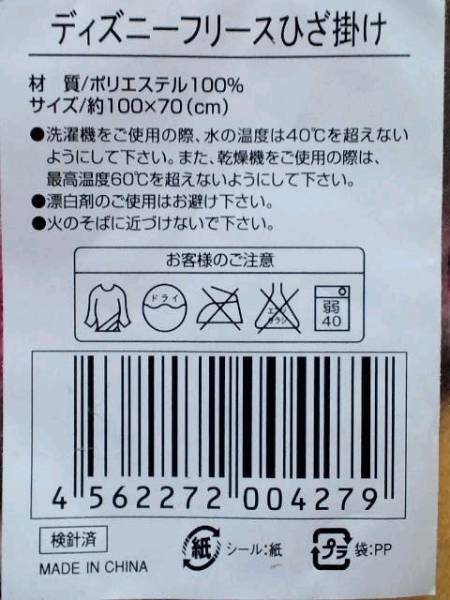 ディズニーフリースひざ掛け
材 質/ポリエステル100%
サイズ/約100×70(cm)
●洗濯機をご使用の際、水の温度は40℃を超えない
ようにして下さい。また、乾燥機をご使用の際は、
最高温度60℃を超えないようにして下さい。
●漂白剤のご使用はお避け下さい。
●火のそばに近づけないで下さい。
お客様のご注意
ドライ
エンソ
サラシ
弱
40
4 562272 004279
検針済
MADE IN CHINA
紙 シール:紙
プラ 袋:PP